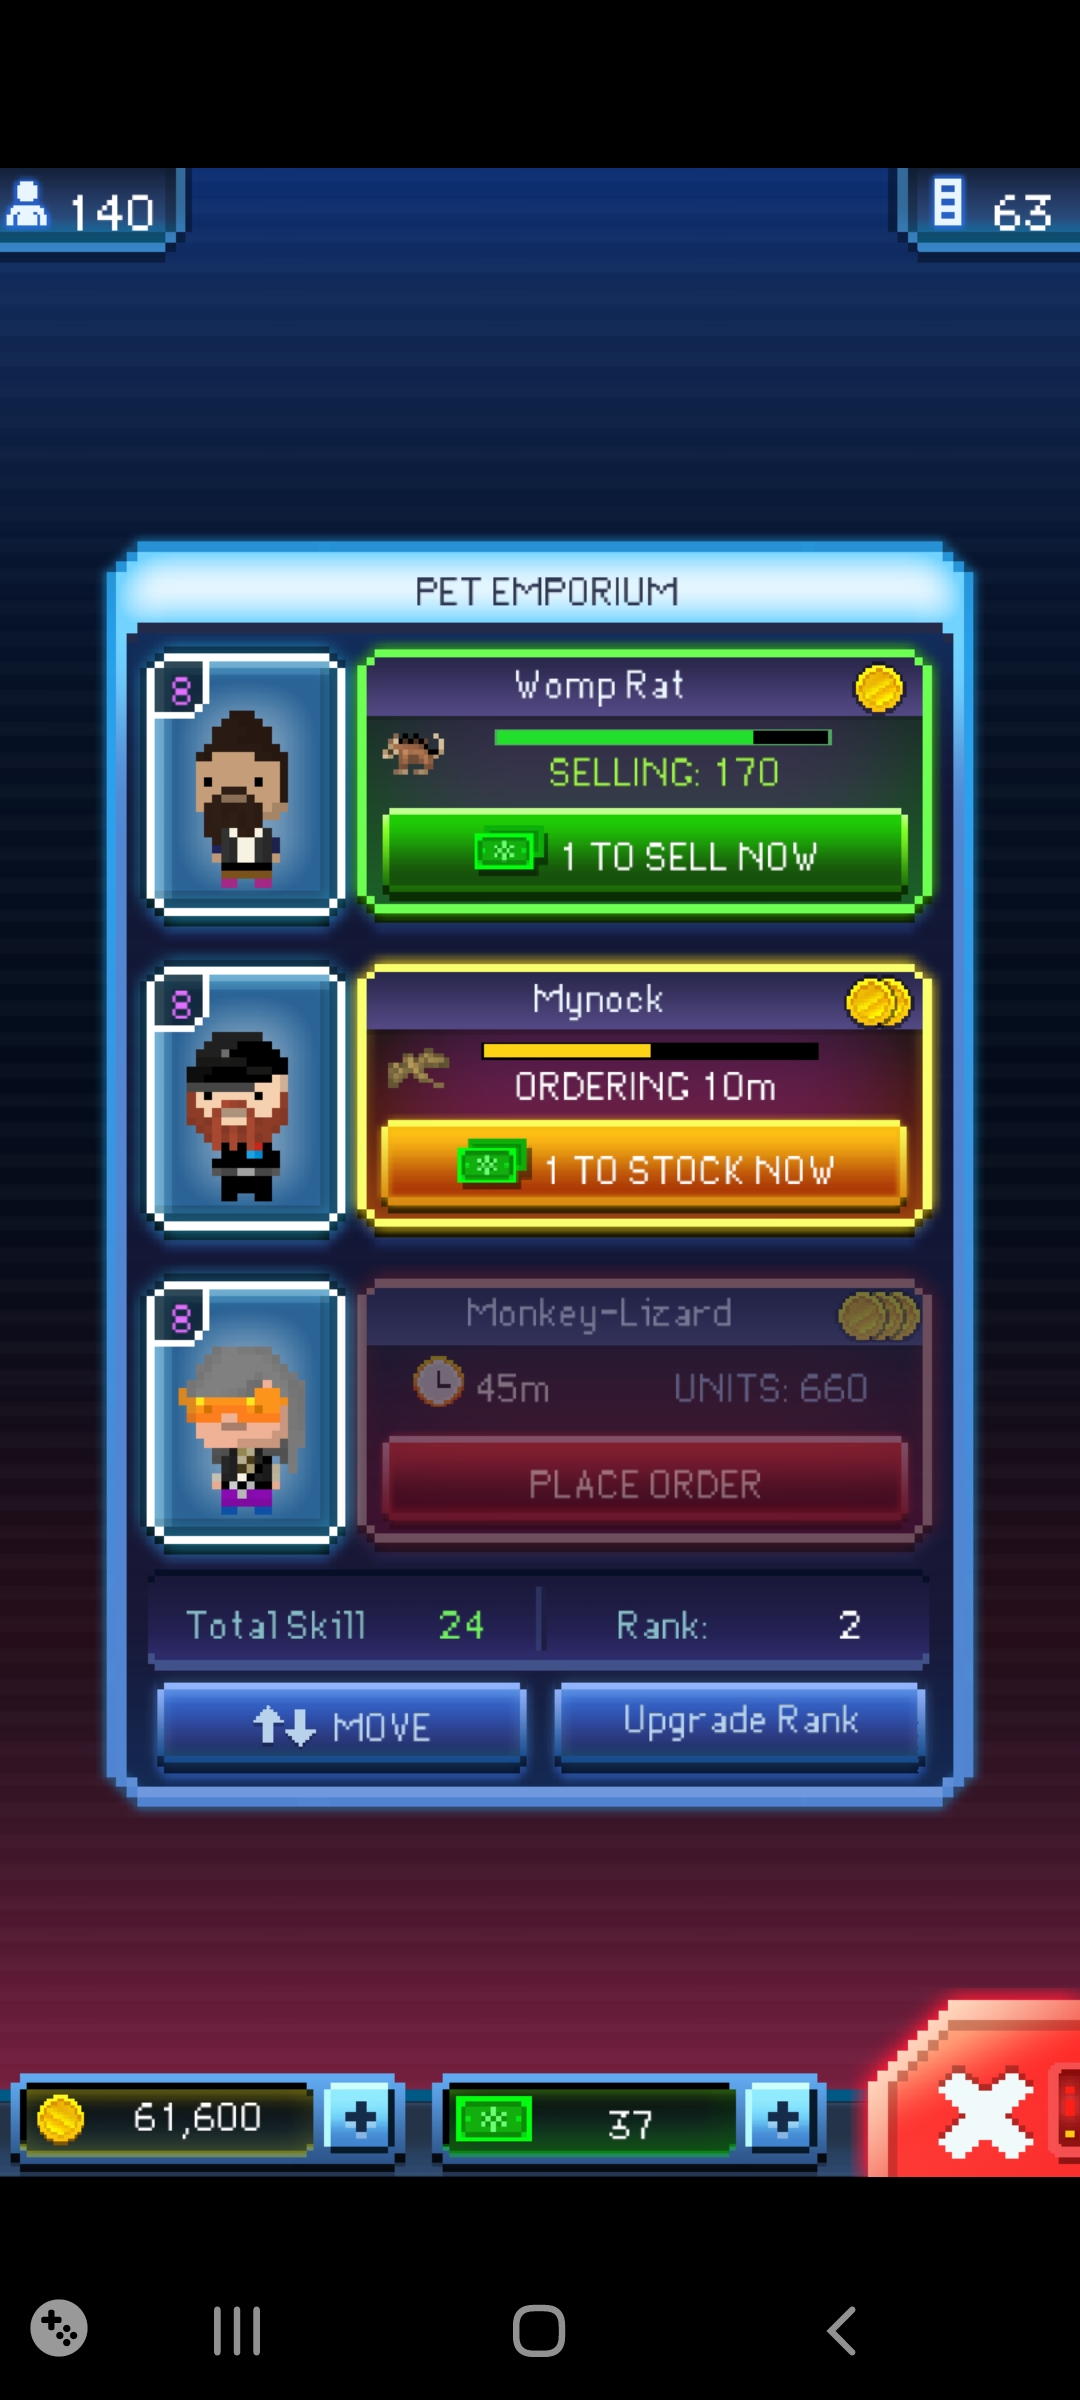 140
63
PET EMPORIUM
8
Womp Rat
SELLING: 170
1 TO SELL NOW
8
Mynock
ORDERING 10m
1 TO STOCK NOW
8
Monkey-Lizard
45m
UNITS: 660
PLACE ORDER
Total Skill 24
Rank: 2
MOVE
Upgrade Rank
61,600
37